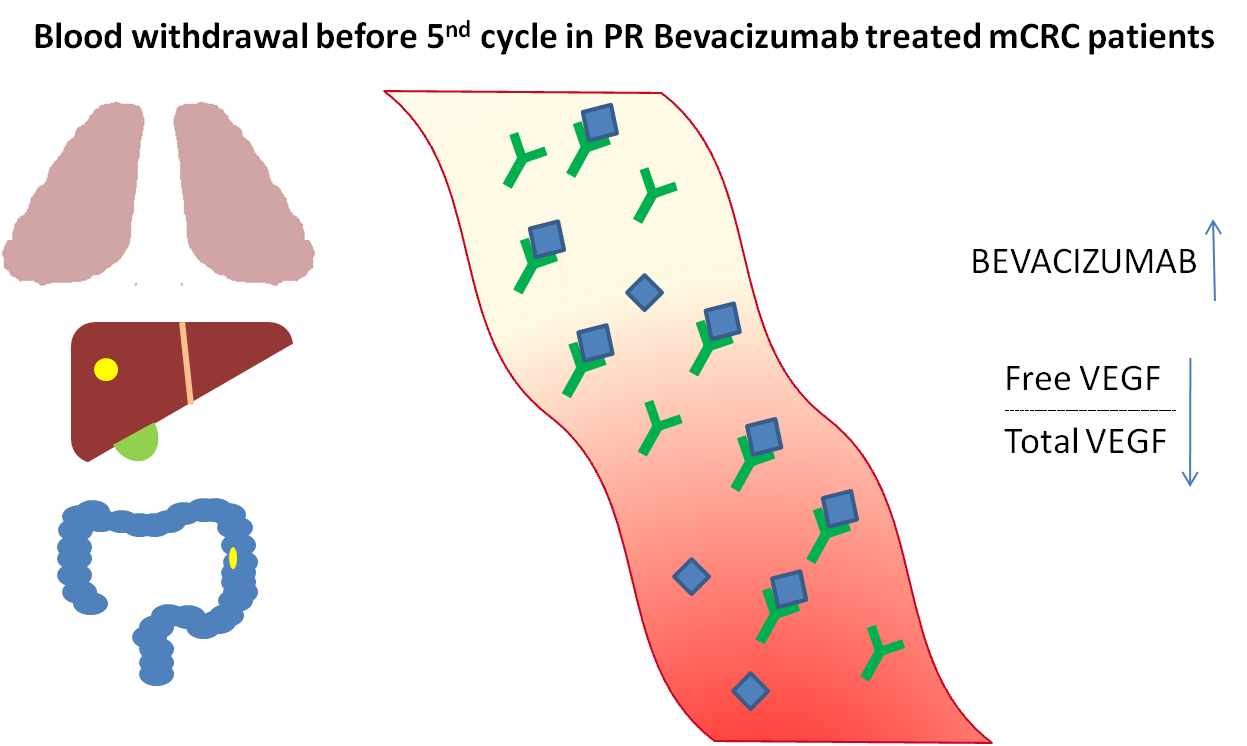 Blood withdrawal before 5nd cycle in PR Bevacizumab treated mCRC patients
BEVACIZUMAB
Free VEGF
Total VEGF